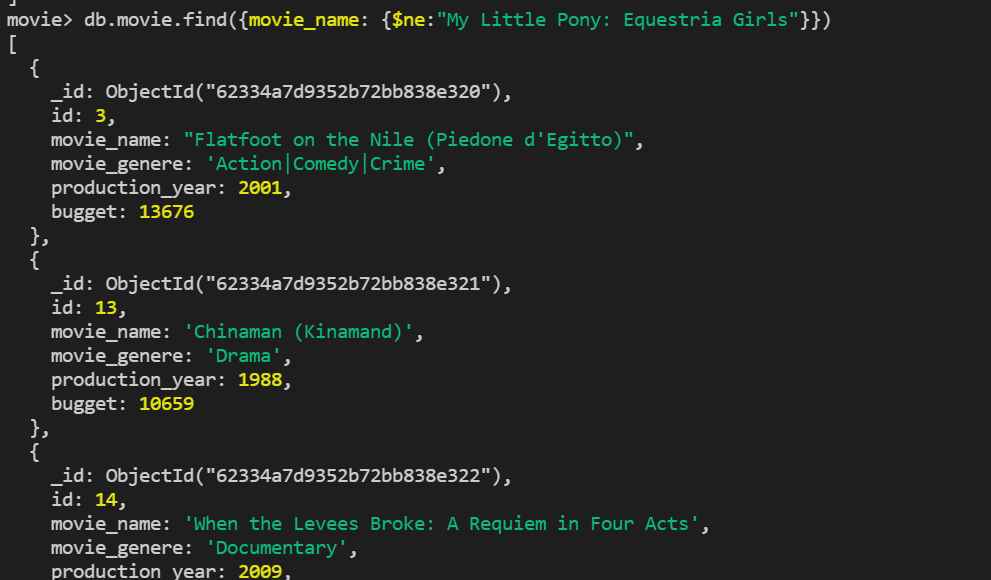 ]
movie> db.movie.find({movie_name: {$ne:"My Little Pony: Equestria Girls"}})
[
  {
    _id: ObjectId("62334a7d9352b72bb838e320"),
    id: 3,
    movie_name: "Flatfoot on the Nile (Piedone d'Egitto)",
    movie_genere: 'Action|Comedy|Crime',
    production_year: 2001,
    bugget: 13676
  },
  {
    _id: ObjectId("62334a7d9352b72bb838e321"),
    id: 13,
    movie_name: 'Chinaman (Kinamand)',
    movie_genere: 'Drama',
    production_year: 1988,
    bugget: 10659
  },
  {
    _id: ObjectId("62334a7d9352b72bb838e322"),
    id: 14,
    movie_name: 'When the Levees Broke: A Requiem in Four Acts',
    movie_genere: 'Documentary',
    production_year: 2009,